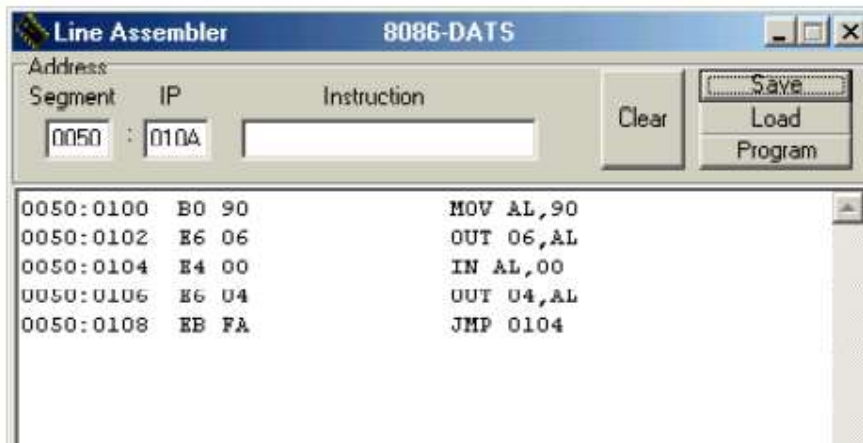 Line Assembler 8086-DATS
Address
Segment IP Instruction
0050 : 010A
Clear
Save
Load
Program
0050:0100 B0 90 MOV AL,90
0050:0102 E6 06 OUT 06,AL
0050:0104 E4 00 IN AL,00
0050:0106 E6 04 OUT 04,AL
0050:0108 EB FA JMP 0104